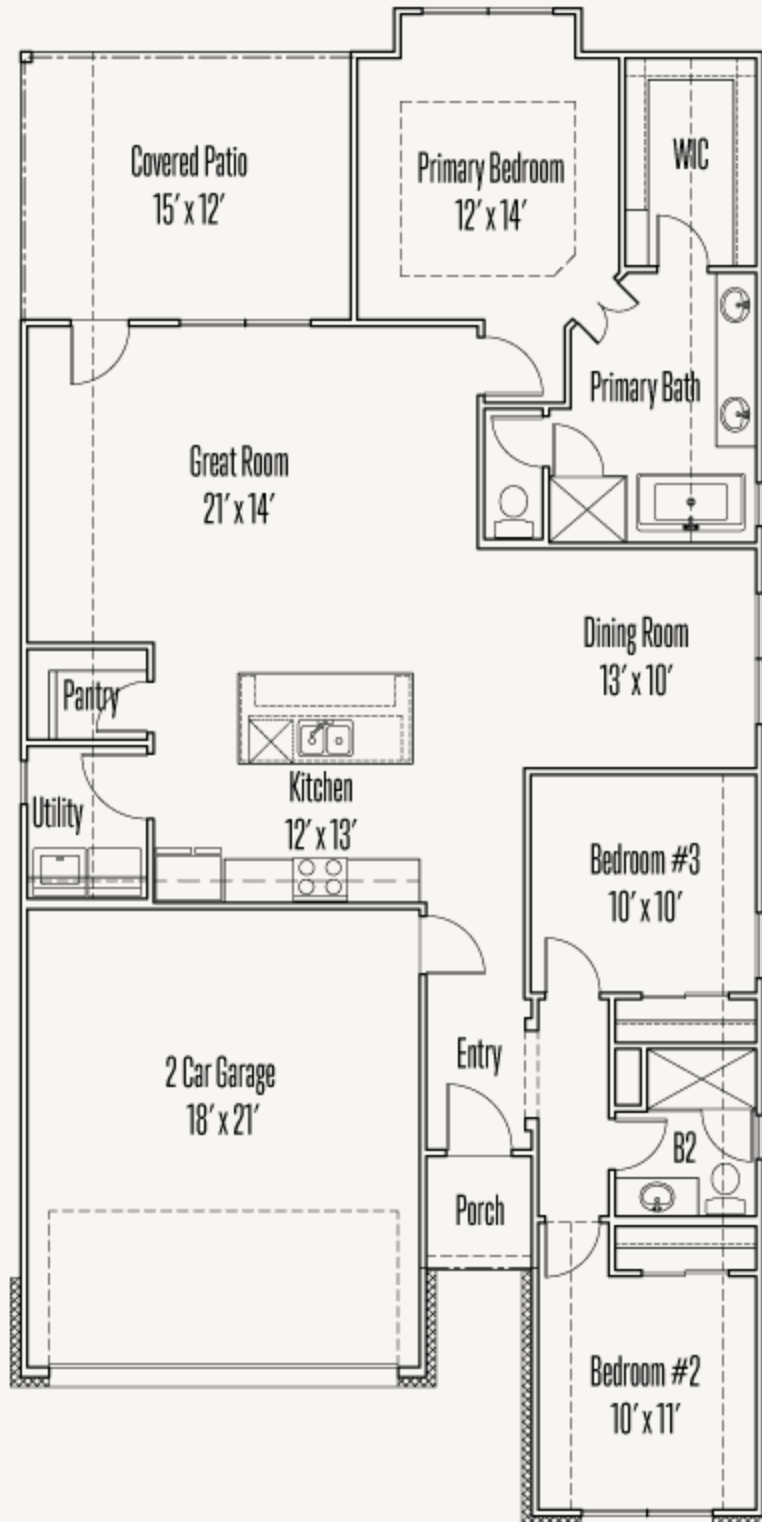 Covered Patio
15' x 12'
Primary Bedroom
12' x 14'
WIC
Primary Bath
Great Room
21' x 14'
Dining Room
13' x 10'
Pantry
Kitchen
12' x 13'
Utility
Bedroom #3
10' x 10'
2 Car Garage
18' x 21'
Entry
B2
Porch
Bedroom #2
10' x 11'